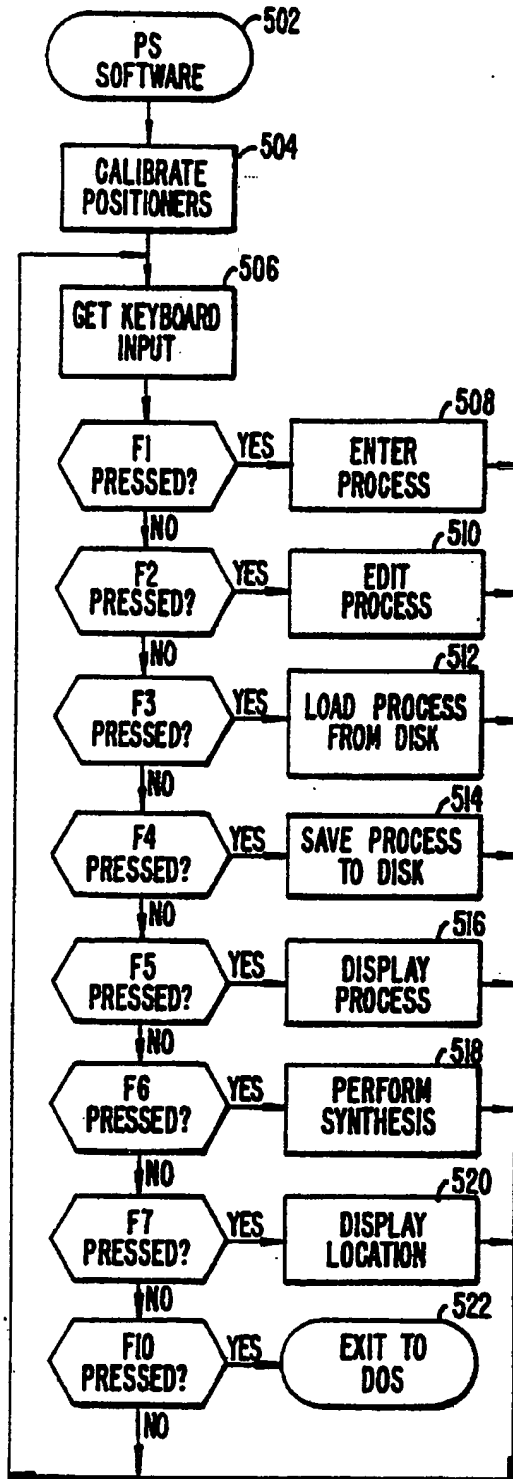 502
PS
SOFTWARE
504
CALIBRATE
POSITIONERS
506
GET KEYBOARD
INPUT
F1
PRESSED?
YES
508
ENTER
PROCESS
NO
F2
PRESSED?
YES
510
EDIT
PROCESS
NO
F3
PRESSED?
YES
512
LOAD PROCESS
FROM DISK
NO
F4
PRESSED?
YES
514
SAVE PROCESS
TO DISK
NO
F5
PRESSED?
YES
516
DISPLAY
PROCESS
NO
F6
PRESSED?
YES
518
PERFORM
SYNTHESIS
NO
F7
PRESSED?
YES
520
DISPLAY
LOCATION
NO
F10
PRESSED?
YES
522
EXIT TO
DOS
NO